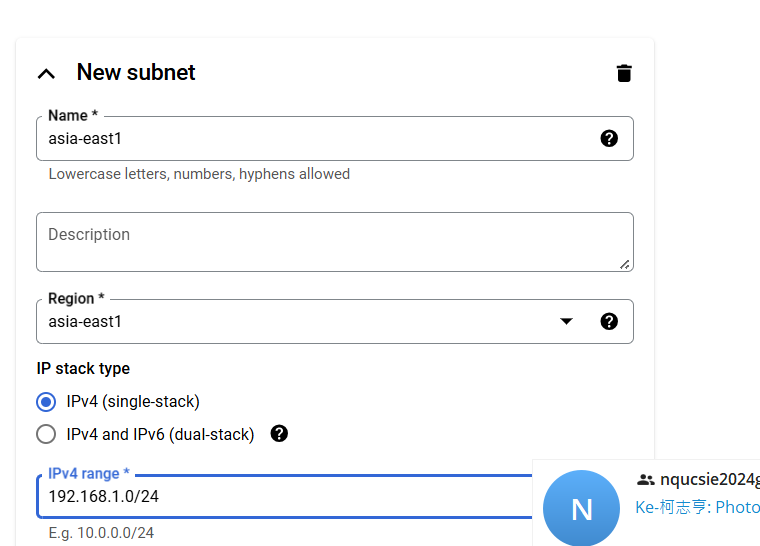 New subnet
Name *
asia-east1
Lowercase letters, numbers, hyphens allowed
Description
Region *
asia-east1
IP stack type
IPv4 (single-stack)
IPv4 and IPv6 (dual-stack)
IPv4 range *
192.168.1.0/24
E.g. 10.0.0.0/24
N
nqucsie2024g
Ke-柯志亨: Photo